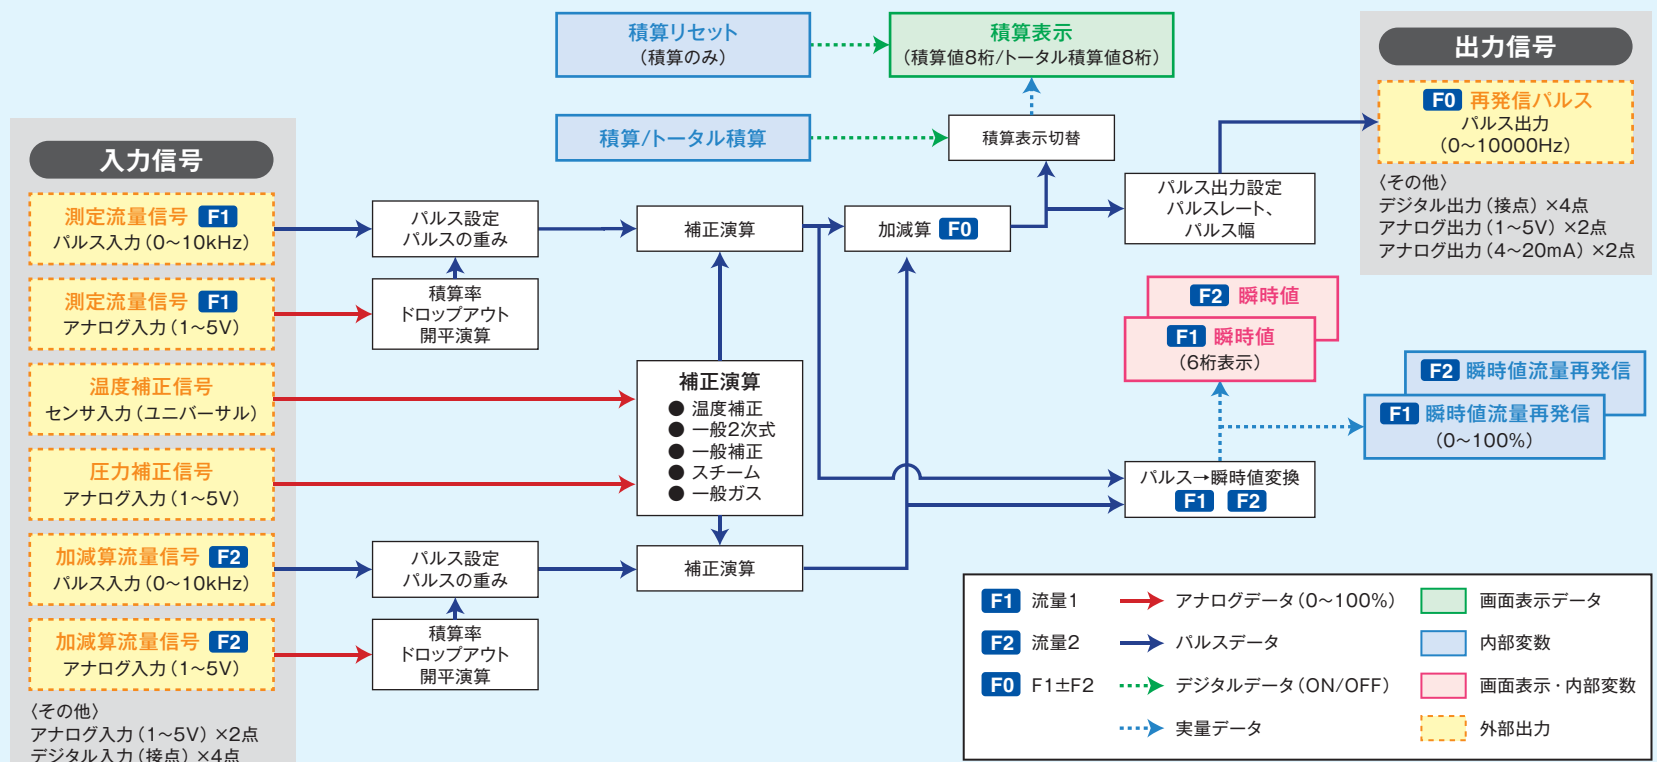 入力信号
測定流量信号 F1
パルス入力（0～10kHz）
測定流量信号 F1
アナログ入力（1～5V）
温度補正信号
センサ入力（ユニバーサル）
圧力補正信号
アナログ入力（1～5V）
加減算流量信号 F2
パルス入力（0～10kHz）
加減算流量信号 F2
アナログ入力（1～5V）
〈その他〉
アナログ入力（1～5V）×2点
デジタル入力（接点）×4点
パルス設定
パルスの重み
積算率
ドロップアウト
開平演算
パルス設定
パルスの重み
積算率
ドロップアウト
開平演算
積算リセット
（積算のみ）
積算/トータル積算
補正演算
補正演算
● 温度補正
● 一般2次式
● 一般補正
● スチーム
● 一般ガス
補正演算
積算表示
（積算値8桁/トータル積算値8桁）
積算表示切替
加減算 F0
パルス出力設定
パルスレート、
パルス幅
F2 瞬時値
F1 瞬時値
（6桁表示）
パルス→瞬時値変換
F1 F2
出力信号
F0 再発信パルス
パルス出力
（0～10000Hz）
〈その他〉
デジタル出力（接点）×4点
アナログ出力（1～5V）×2点
アナログ出力（4～20mA）×2点
F2 瞬時値流量再発信
F1 瞬時値流量再発信
（0～100%）
F1 流量1
F2 流量2
F0 F1±F2
アナログデータ（0～100%）
パルスデータ
デジタルデータ（ON/OFF）
実量データ
画面表示データ
内部変数
画面表示・内部変数
外部出力